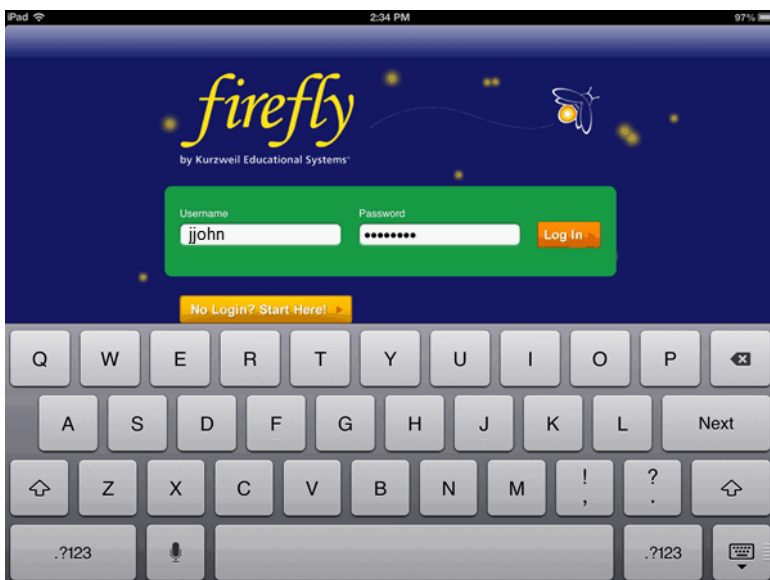 iPad 2:34 PM 97%
firefly
by Kurzweil Educational Systems
Username Password
jjohn •••••••• Log In
No Login? Start Here!
Q W E R T Y U I O P
A S D F G H J K L Next
Z X C V B N M ! , ? .
.?123 .?123